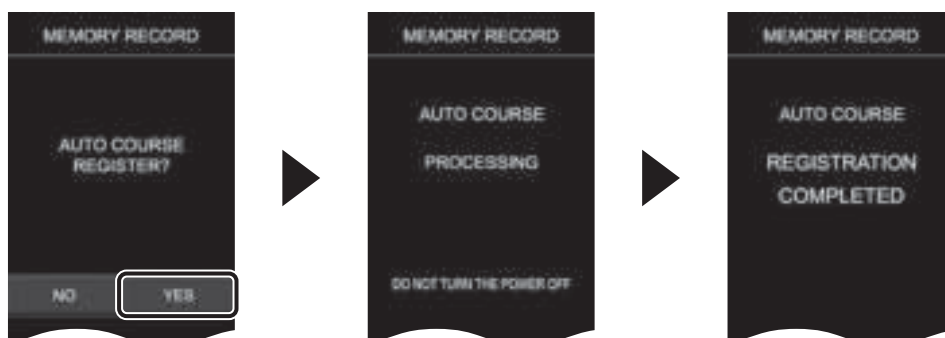 MEMORY RECORD
AUTO COURSE
REGISTER?
NO
YES
MEMORY RECORD
AUTO COURSE
PROCESSING
DO NOT TURN THE POWER OFF
MEMORY RECORD
AUTO COURSE
REGISTRATION
COMPLETED